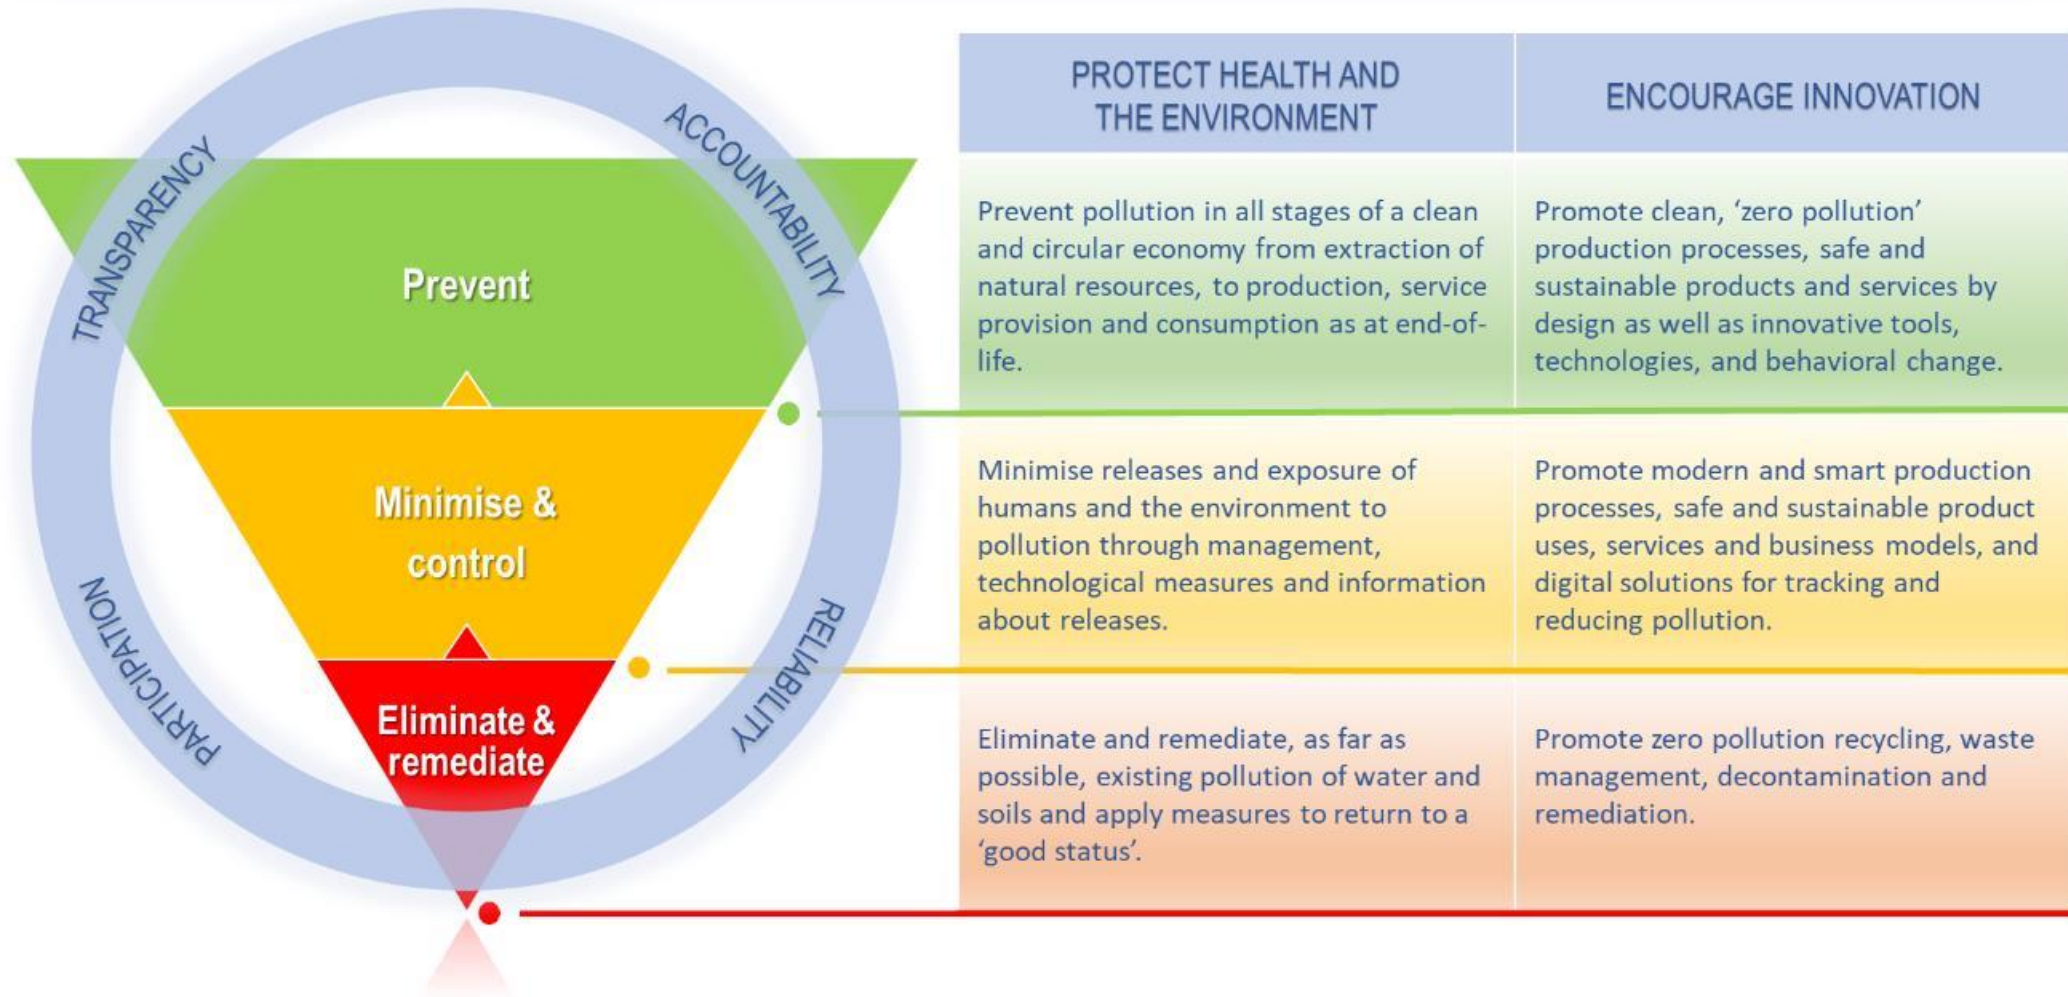 TRANSPARENCY
ACCOUNTABILITY
PARTICIPATION
RELIABILITY
Prevent
Minimise &
control
Eliminate &
remediate
PROTECT HEALTH AND
THE ENVIRONMENT
ENCOURAGE INNOVATION
Prevent pollution in all stages of a clean
and circular economy from extraction of
natural resources, to production, service
provision and consumption as at end-of-
life.
Promote clean, ‘zero pollution’
production processes, safe and
sustainable products and services by
design as well as innovative tools,
technologies, and behavioral change.
Minimise releases and exposure of
humans and the environment to
pollution through management,
technological measures and information
about releases.
Promote modern and smart production
processes, safe and sustainable product
uses, services and business models, and
digital solutions for tracking and
reducing pollution.
Eliminate and remediate, as far as
possible, existing pollution of water and
soils and apply measures to return to a
‘good status’.
Promote zero pollution recycling, waste
management, decontamination and
remediation.